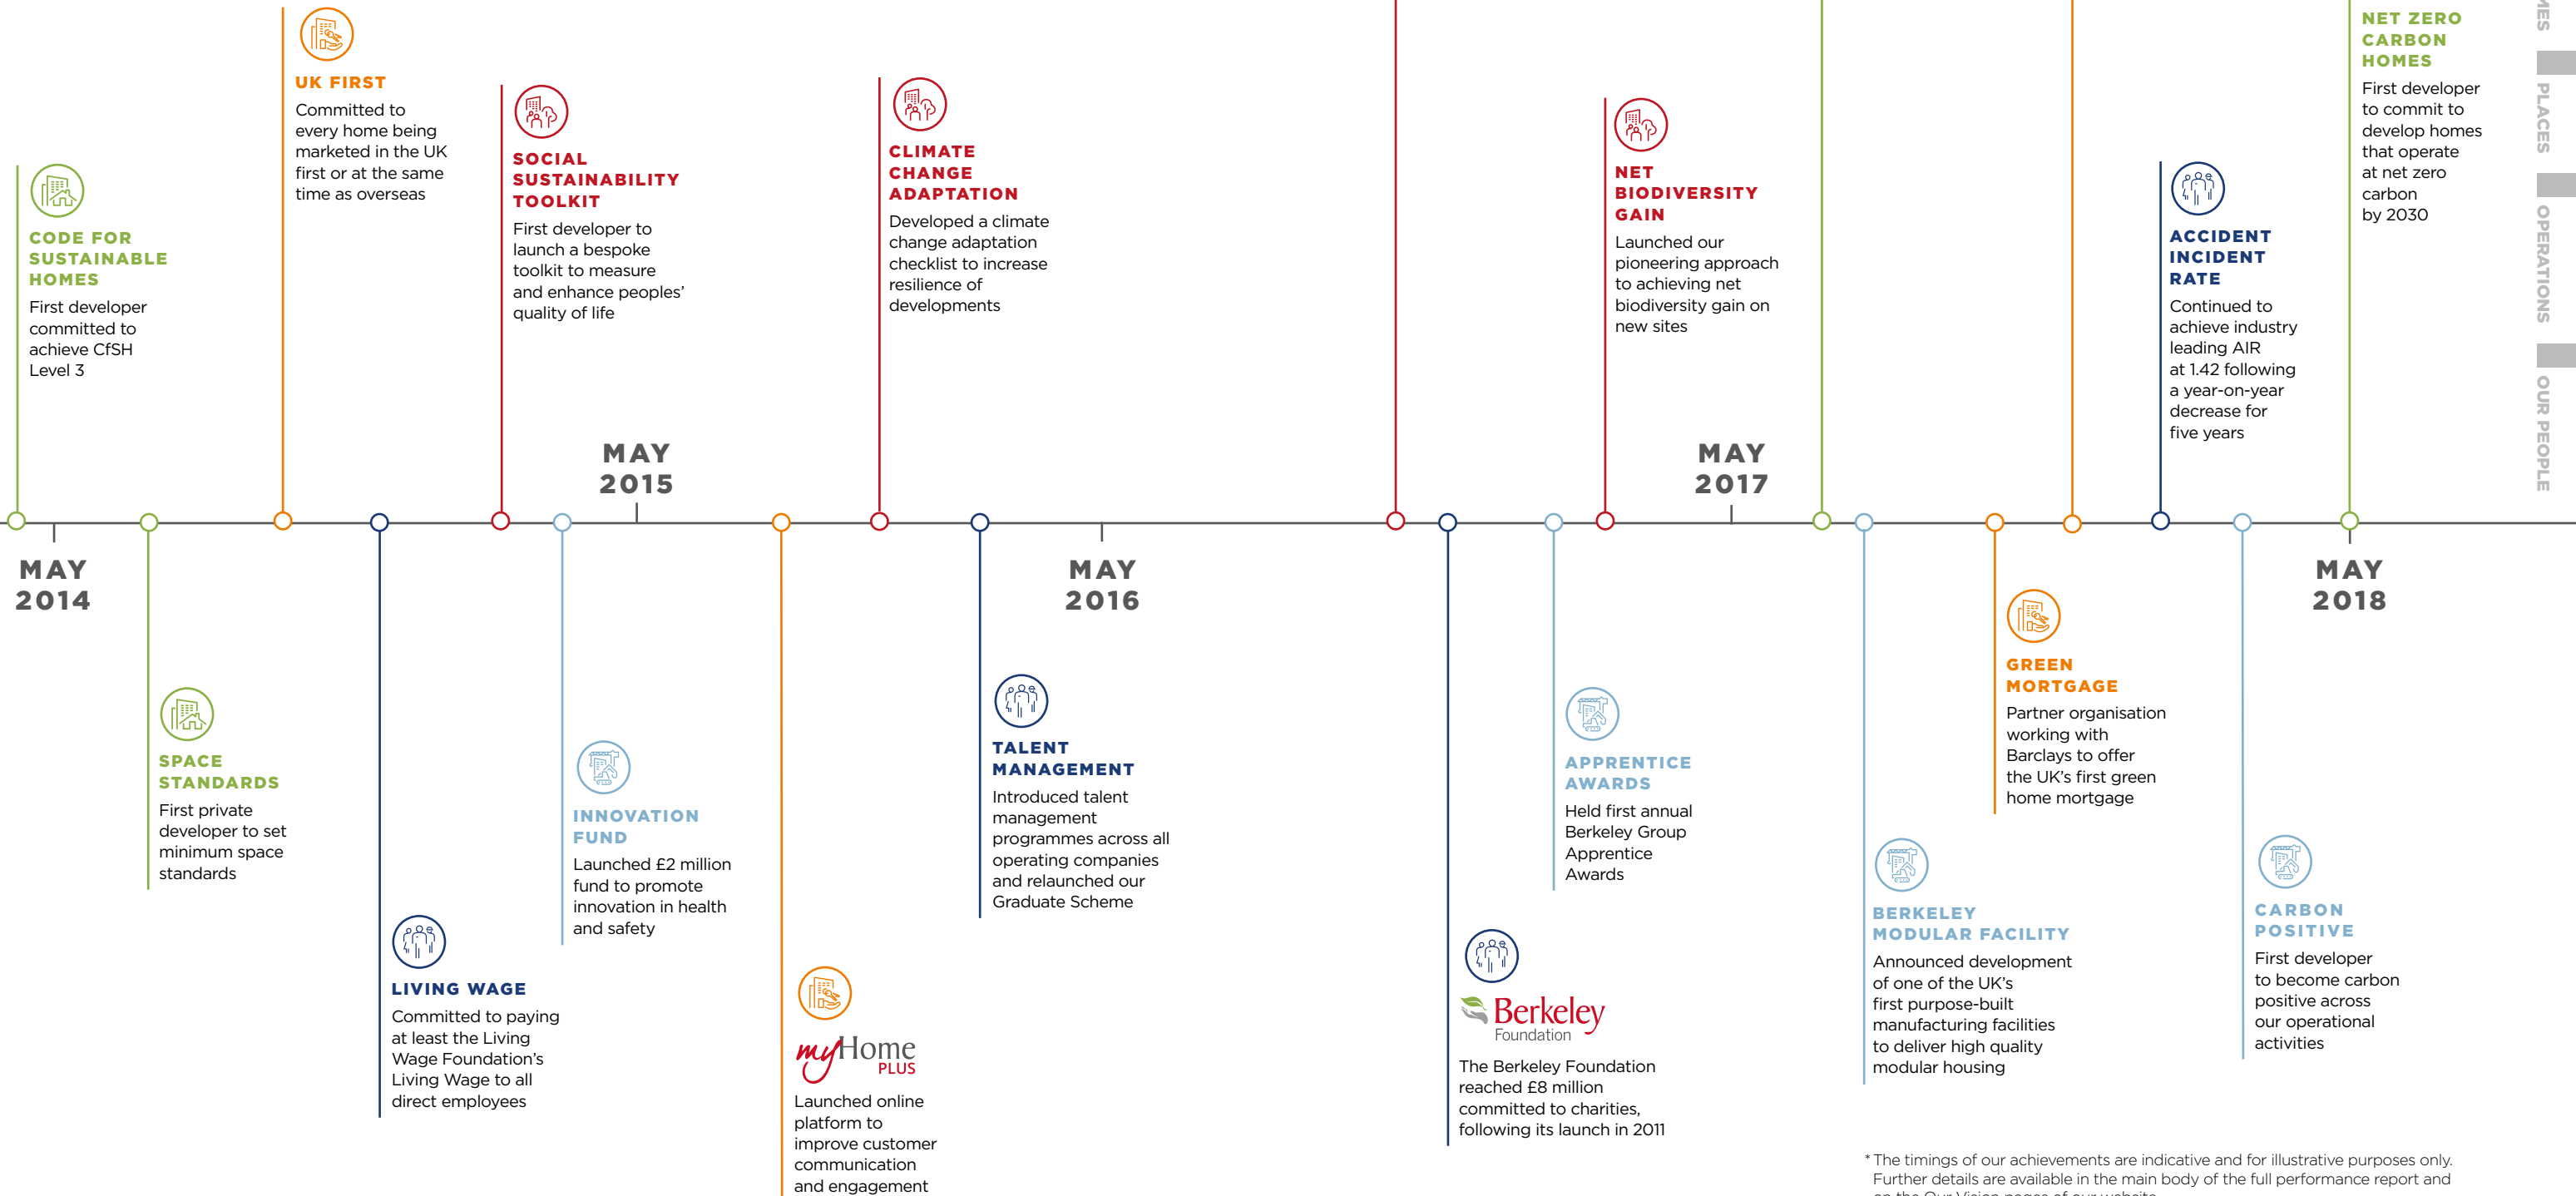 CODE FOR
SUSTAINABLE
HOMES
First developer
committed to
achieve CfSH
Level 3
MAY
2014
SPACE
STANDARDS
First private
developer to set
minimum space
standards
UK FIRST
Committed to
every home being
marketed in the UK
first or at the same
time as overseas
LIVING WAGE
Committed to paying
at least the Living
Wage Foundation's
Living Wage to all
direct employees
SOCIAL
SUSTAINABILITY
TOOLKIT
First developer to
launch a bespoke
toolkit to measure
and enhance peoples'
quality of life
INNOVATION
FUND
Launched £2 million
fund to promote
innovation in health
and safety
MAY
2015
myHome
PLUS
Launched online
platform to
improve customer
communication
and engagement
CLIMATE
CHANGE
ADAPTATION
Developed a climate
change adaptation
checklist to increase
resilience of
developments
TALENT
MANAGEMENT
Introduced talent
management
programmes across all
operating companies
and relaunched our
Graduate Scheme
MAY
2016
Berkeley
Foundation
The Berkeley Foundation
reached £8 million
committed to charities,
following its launch in 2011
APPRENTICE
AWARDS
Held first annual
Berkeley Group
Apprentice
Awards
NET
BIODIVERSITY
GAIN
Launched our
pioneering approach
to achieving net
biodiversity gain on
new sites
MAY
2017
BERKELEY
MODULAR FACILITY
Announced development
of one of the UK's
first purpose-built
manufacturing facilities
to deliver high quality
modular housing
GREEN
MORTGAGE
Partner organisation
working with
Barclays to offer
the UK's first green
home mortgage
ACCIDENT
INCIDENT
RATE
Continued to
achieve industry
leading AIR
at 1.42 following
a year-on-year
decrease for
five years
CARBON
POSITIVE
First developer
to become carbon
positive across
our operational
activities
NET ZERO
CARBON
HOMES
First developer
to commit to
develop homes
that operate
at net zero
carbon
by 2030
MAY
2018
PLACES
OPERATIONS
OUR PEOPLE
* The timings of our achievements are indicative and for illustrative purposes only.
Further details are available in the main body of the full performance report and
on the Our Vision pages of our website